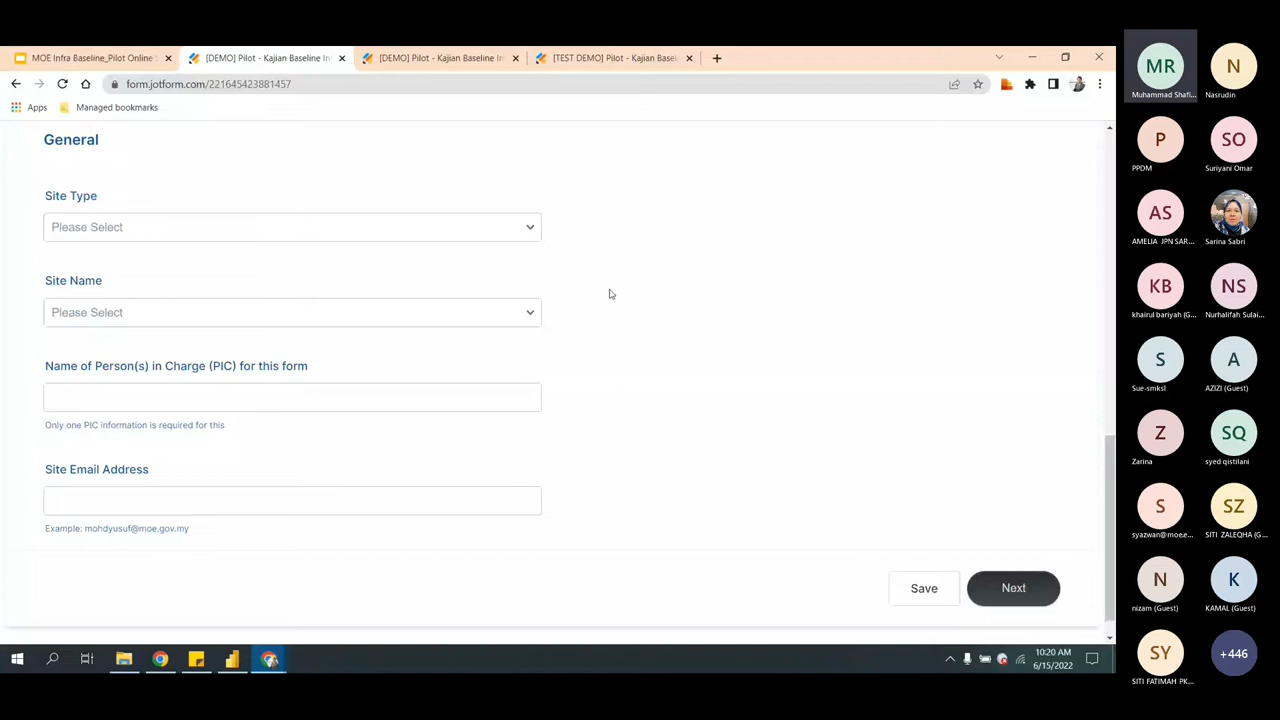 MOE Infra Baseline_Pilot Online
[DEMO] Pilot - Kajian Baseline In
[DEMO] Pilot - Kajian Baseline In
[TEST DEMO] Pilot - Kajian Basel
form.jotform.com/221645423881457
Apps
Managed bookmarks
General
Site Type
Please Select
Site Name
Please Select
Name of Person(s) in Charge (PIC) for this form
Only one PIC information is required for this
Site Email Address
Example: mohdyusuf@moe.gov.my
Save
Next
10:20 AM
6/15/2022
MR
Muhammad Shafi...
N
Nasrudin
P
PPDM
SO
Suriyani Omar
AS
AMELIA JPN SAR...
Sarina Sabri
KB
khairul bariyah (G...
NS
Nurhalifah Sulai...
S
Sue-smksl
A
AZIZI (Guest)
Z
Zarina
SQ
syed qistilani
S
syazwan@moe.e...
SZ
SITI ZALEQHA (G...
N
nizam (Guest)
K
KAMAL (Guest)
SY
SITI FATIMAH PK...
+446